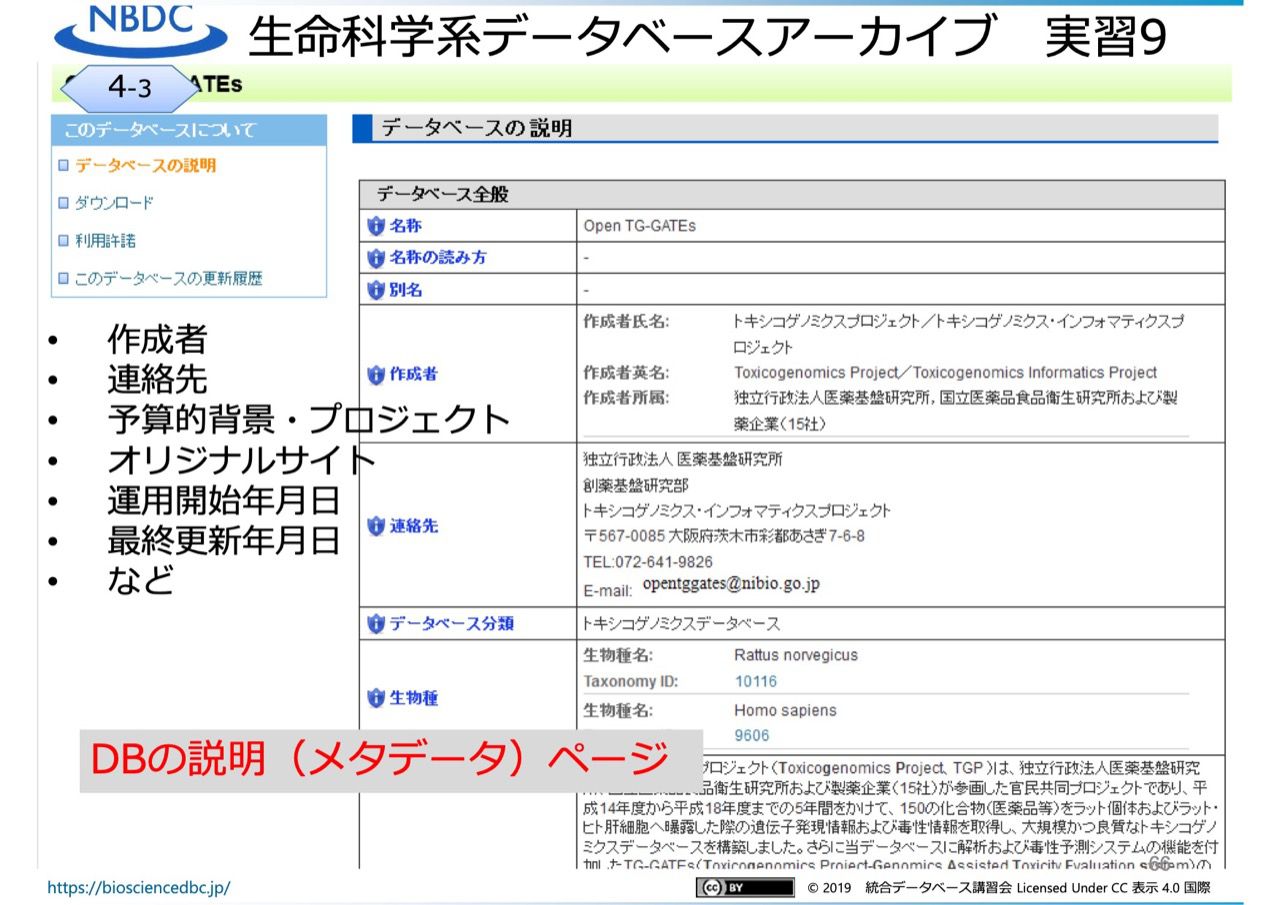 NBDC 生命科学系データベースアーカイブ 実習9
4-3
ATEs
このデータベースについて
データベースの説明
ダウンロード
利用許諾
このデータベースの更新履歴
• 作成者
• 連絡先
• 予算的背景・プロジェクト
• オリジナルサイト
• 運用開始年月日
• 最終更新年月日
• など
データベースの説明
データベース全般
名称 Open TG-GATEs
名称の読み方 -
別名 -
作成者
作成者氏名: トキシコゲノミクスプロジェクト／トキシコゲノミクス・インフォマティクスプ
ロジェクト
作成者英名: Toxicogenomics Project／Toxicogenomics Informatics Project
作成者所属: 独立行政法人医薬基盤研究所, 国立医薬品食品衛生研究所および製
薬企業(15社)
連絡先
独立行政法人 医薬基盤研究所
創薬基盤研究部
トキシコゲノミクス・インフォマティクスプロジェクト
〒567-0085 大阪府茨木市彩都あさぎ7-6-8
TEL:072-641-9826
E-mail: opentggates@nibio.go.jp
データベース分類 トキシコゲノミクスデータベース
生物種
生物種名: Rattus norvegicus
Taxonomy ID: 10116
生物種名: Homo sapiens
9606
DBの説明（メタデータ）ページ
プロジェクト(Toxicogenomics Project, TGP )は、独立行政法人医薬基盤研究
品衛生研究所および製薬企業(15社)が参画した官民共同プロジェクトであり、平
成14年度から平成18年度までの5年間をかけて、150の化合物(医薬品等)をラット個体およびラット・
ヒト肝細胞へ曝露した際の遺伝子発現情報および毒性情報を取得し、大規模かつ良質なトキシコゲノ
ミクスデータベースを構築しました。さらに当データベースに解析および毒性予測システムの機能を付
加したTG-GATEs(Toxicogenomics Project-Genomics Assisted Toxicity Evaluation system)の
66
https://biosciencedbc.jp/
cc BY © 2019 統合データベース講習会 Licensed Under CC 表示 4.0 国際